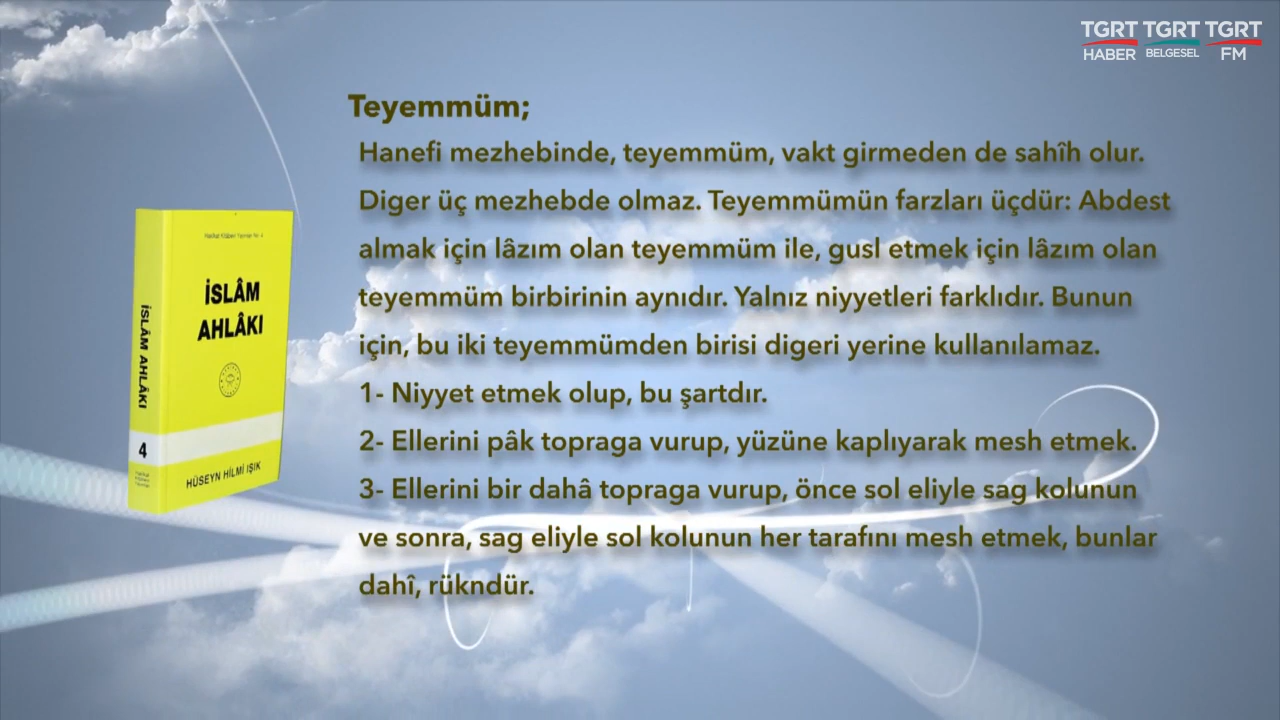 TGRT TGRT TGRT
HABER BELGESEL FM
Teyemmüm;
Hanefi mezhebinde, teyemmüm, vakt girmeden de sahîh olur.
Diger üç mezhebde olmaz. Teyemmümün farzları üçdür: Abdest
almak için lâzım olan teyemmüm ile, gusl etmek için lâzım olan
teyemmüm birbirinin aynıdır. Yalnız niyyetleri farklıdır. Bunun
için, bu iki teyemmümden birisi digeri yerine kullanılamaz.
1- Niyyet etmek olup, bu şartdır.
2- Ellerini pâk topraga vurup, yüzüne kaplıyarak mesh etmek.
3- Ellerini bir dahâ topraga vurup, önce sol eliyle sag kolunun
ve sonra, sag eliyle sol kolunun her tarafını mesh etmek, bunlar
dahî, rükndür.
İSLÂM
AHLÂKI
HÜSEYN HİLMİ IŞIK
İSLÂM AHLÂKI
4